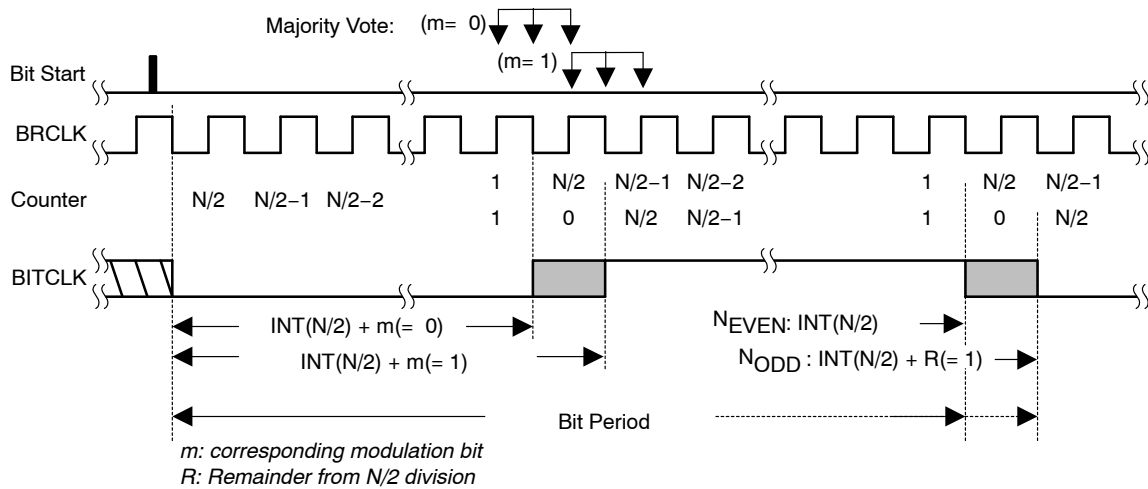 Majority Vote: (m= 0)
(m= 1)
Bit Start
BRCLK
Counter
N/2 N/2−1 N/2−2
1 N/2 N/2−1 N/2−2 1 N/2 N/2−1
1 0 N/2 N/2−1 1 0 N/2
BITCLK
INT(N/2) + m(= 0) NEVEN: INT(N/2)
INT(N/2) + m(= 1) NODD : INT(N/2) + R(= 1)
Bit Period
m: corresponding modulation bit
R: Remainder from N/2 division